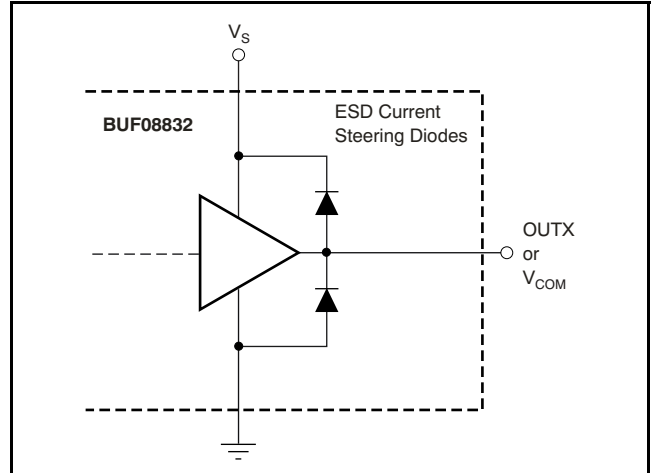 V_S
BUF08832
ESD Current
Steering Diodes
OUTX
or
V_COM